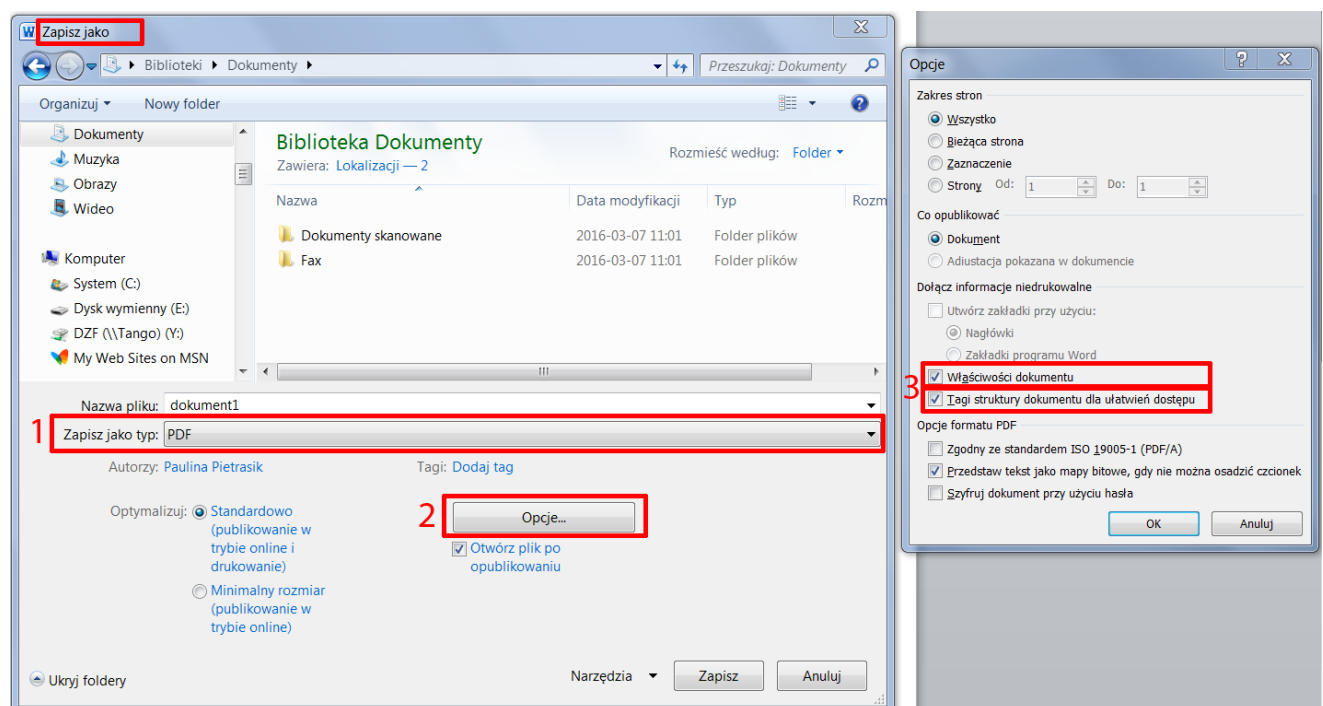 Zapisz jako
Biblioteki Dokumenty
Przeszukaj: Dokumenty
Organizuj Nowy folder
Dokumenty
Muzyka
Obrazy
Wideo
Komputer
System (C:)
Dysk wymienny (E:)
DZF (\\Tango) (Y:)
My Web Sites on MSN
Biblioteka Dokumenty
Zawiera: Lokalizacji — 2
Rozmieść według: Folder
Nazwa Data modyfikacji Typ Rozm
Dokumenty skanowane 2016-03-07 11:01 Folder plików
Fax 2016-03-07 11:01 Folder plików
Nazwa pliku: dokument1
1 Zapisz jako typ: PDF
Autorzy: Paulina Pietrasik Tagi: Dodaj tag
Optymalizuj: Standardowo
(publikowanie w
trybie online i
drukowanie)
Minimalny rozmiar
(publikowanie w
trybie online)
2 Opcje...
Otwórz plik po
opublikowaniu
Ukryj foldery
Narzędzia Zapisz Anuluj
Opcje
Zakres stron
Wszystko
Bieżąca strona
Zaznaczenie
Strony Od: 1 Do: 1
Co opublikować
Dokument
Adiustacja pokazana w dokumencie
Dołącz informacje niedrukowalne
Utwórz zakładki przy użyciu:
Nagłówki
Zakładki programu Word
3 Właściwości dokumentu
Tagi struktury dokumentu dla ułatwień dostępu
Opcje formatu PDF
Zgodny ze standardem ISO 19005-1 (PDF/A)
Przedstaw tekst jako mapy bitowe, gdy nie można osadzić czcionek
Szyfruj dokument przy użyciu hasła
OK Anuluj